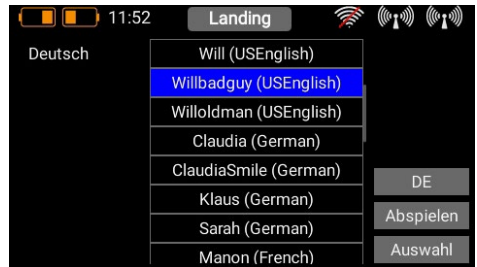 11:52 Landing
Deutsch
Will (USEnglish)
Willbadguy (USEnglish)
Willoldman (USEnglish)
Claudia (German)
ClaudiaSmile (German)
Klaus (German)
Sarah (German)
Manon (French)
DE
Abspielen
Auswahl